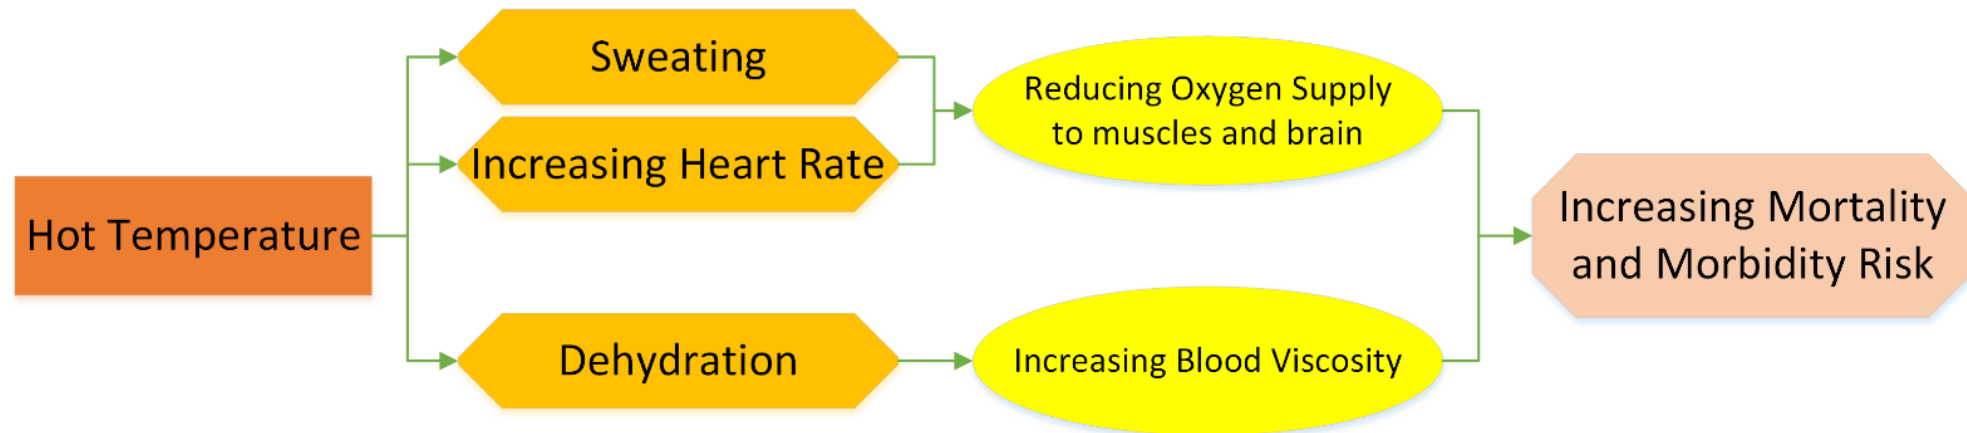 Hot Temperature
Sweating
Increasing Heart Rate
Dehydration
Reducing Oxygen Supply
to muscles and brain
Increasing Blood Viscosity
Increasing Mortality
and Morbidity Risk